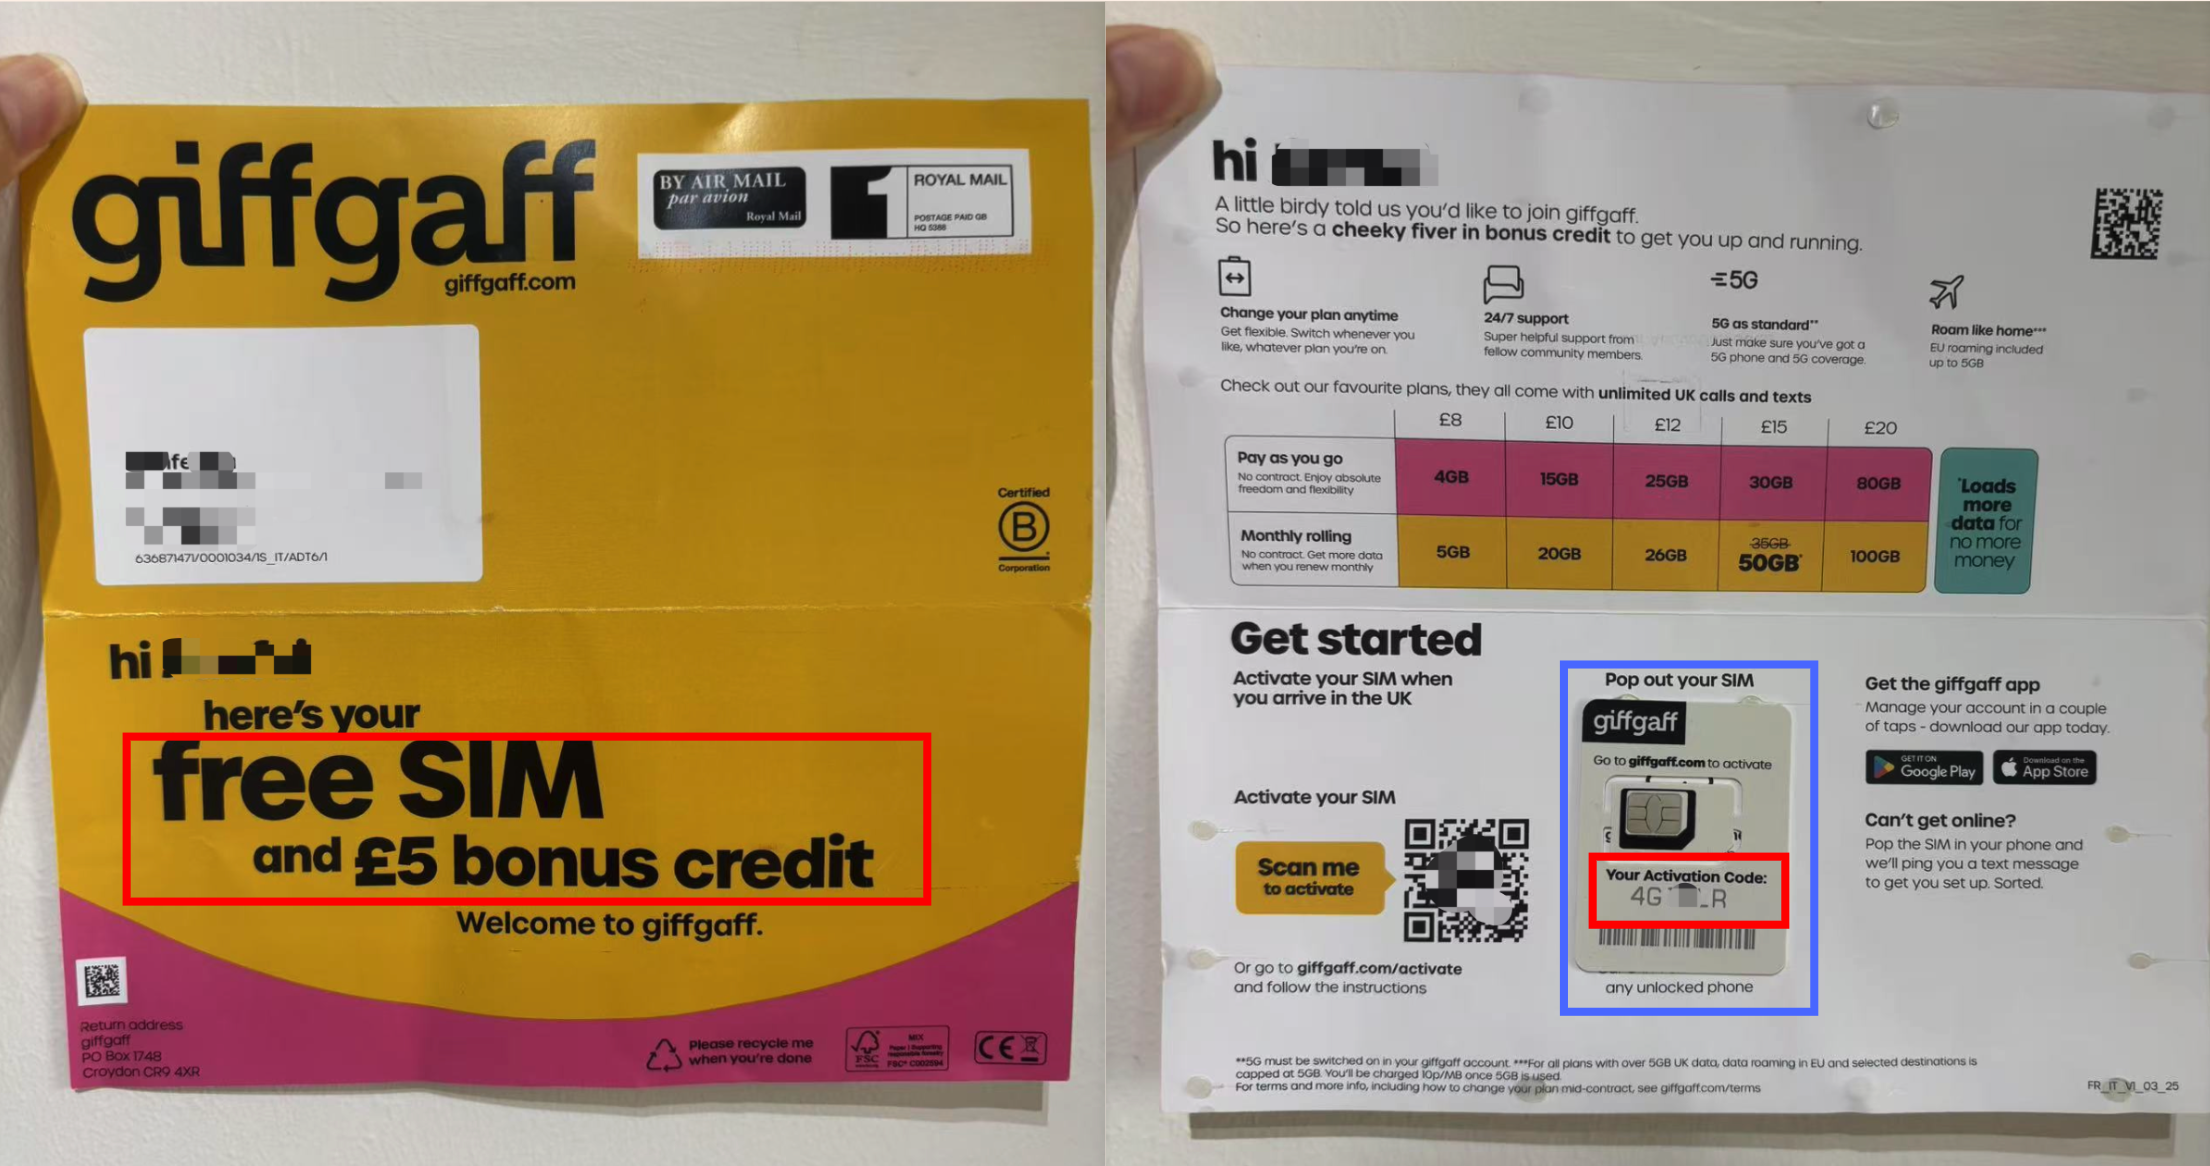 giffgaff
giffgaff.com
BY AIR MAIL
par avion
Royal Mail
1
ROYAL MAIL
POSTAGE PAID GB
HQ 5366
636871471/0001034/1S_IT/ADT6/1
Certified
B
Corporation
hi
here's your
free SIM
and £5 bonus credit
Welcome to giffgaff.
Return address
giffgaff
PO Box 1748
Croydon CR9 4XR
Please recycle me
when you're done
FSC
MIX
CE
hi
A little birdy told us you'd like to join giffgaff.
So here's a cheeky fiver in bonus credit to get you up and running.
Change your plan anytime
Get flexible. Switch whenever you
like, whatever plan you're on.
24/7 support
Super helpful support from
fellow community members.
5G
5G as standard**
Just make sure you've got a
5G phone and 5G coverage.
Roam like home***
EU roaming included
up to 5GB
Check out our favourite plans, they all come with unlimited UK calls and texts
£8 £10 £12 £15 £20
Pay as you go
No contract. Enjoy absolute
freedom and flexibility
4GB 15GB 25GB 30GB 80GB
Monthly rolling
No contract. Get more data
when you renew monthly
5GB 20GB 26GB 35GB 50GB* 100GB
*Loads
more
data for
no more
money
Get started
Activate your SIM when
you arrive in the UK
Activate your SIM
Scan me
to activate
Or go to giffgaff.com/activate
and follow the instructions
Pop out your SIM
giffgaff
Go to giffgaff.com to activate
Your Activation Code:
4G R
any unlocked phone
Get the giffgaff app
Manage your account in a couple
of taps - download our app today.
GET IT ON
Google Play
Download on the
App Store
Can't get online?
Pop the SIM in your phone and
we'll ping you a text message
to get you set up. Sorted.
**5G must be switched on in your giffgaff account. ***For all plans with over 5GB UK data, data roaming in EU and selected destinations is
capped at 5GB. You'll be charged 10p/MB once 5GB is used.
For terms and more info, including how to change your plan mid-contract, see giffgaff.com/terms
FR_IT_V1_03_25